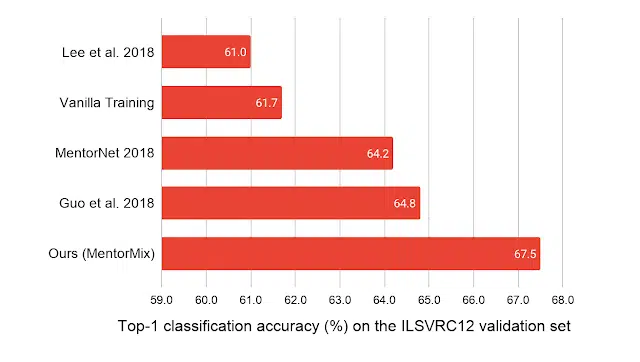 Lee et al. 2018
61.0
Vanilla Training
61.7
MentorNet 2018
64.2
Guo et al. 2018
64.8
Ours (MentorMix)
67.5
59.0 60.0 61.0 62.0 63.0 64.0 65.0 66.0 67.0 68.0
Top-1 classification accuracy (%) on the ILSVRC12 validation set